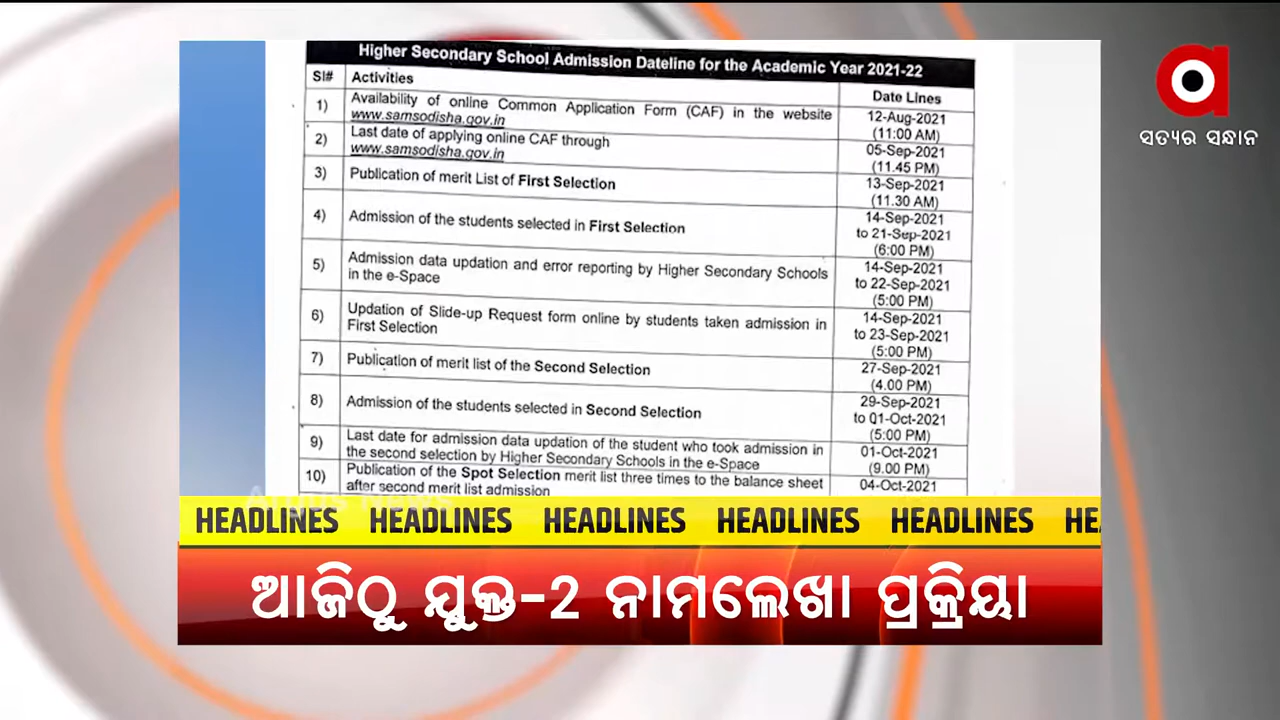 Higher Secondary School Admission Dateline for the Academic Year 2021-22
Sl# Activities Date Lines
1) Availability of online Common Application Form (CAF) in the website 12-Aug-2021
www.samsodisha.gov.in (11:00 AM)
2) Last date of applying online CAF through 05-Sep-2021
www.samsodisha.gov.in (11.45 PM)
3) Publication of merit List of First Selection 13-Sep-2021
(11.30 AM)
4) Admission of the students selected in First Selection 14-Sep-2021
to 21-Sep-2021
(6:00 PM)
5) Admission data updation and error reporting by Higher Secondary Schools 14-Sep-2021
in the e-Space to 22-Sep-2021
(5:00 PM)
6) Updation of Slide-up Request form online by students taken admission in 14-Sep-2021
First Selection to 23-Sep-2021
(5:00 PM)
7) Publication of merit list of the Second Selection 27-Sep-2021
(4.00 PM)
8) Admission of the students selected in Second Selection 29-Sep-2021
to 01-Oct-2021
(5:00 PM)
9) Last date for admission data updation of the student who took admission in 01-Oct-2021
the second selection by Higher Secondary Schools in the e-Space (9.00 PM)
10) Publication of the Spot Selection merit list three times to the balance sheet 04-Oct-2021
after second merit list admission
ସତ୍ୟର ସନ୍ଧାନ
Argus News
HEADLINES HEADLINES HEADLINES HEADLINES HEADLINES HEA
ଆଜିଠୁ ଯୁକ୍ତ-2 ନାମଲେଖା ପ୍ରକ୍ରିୟା